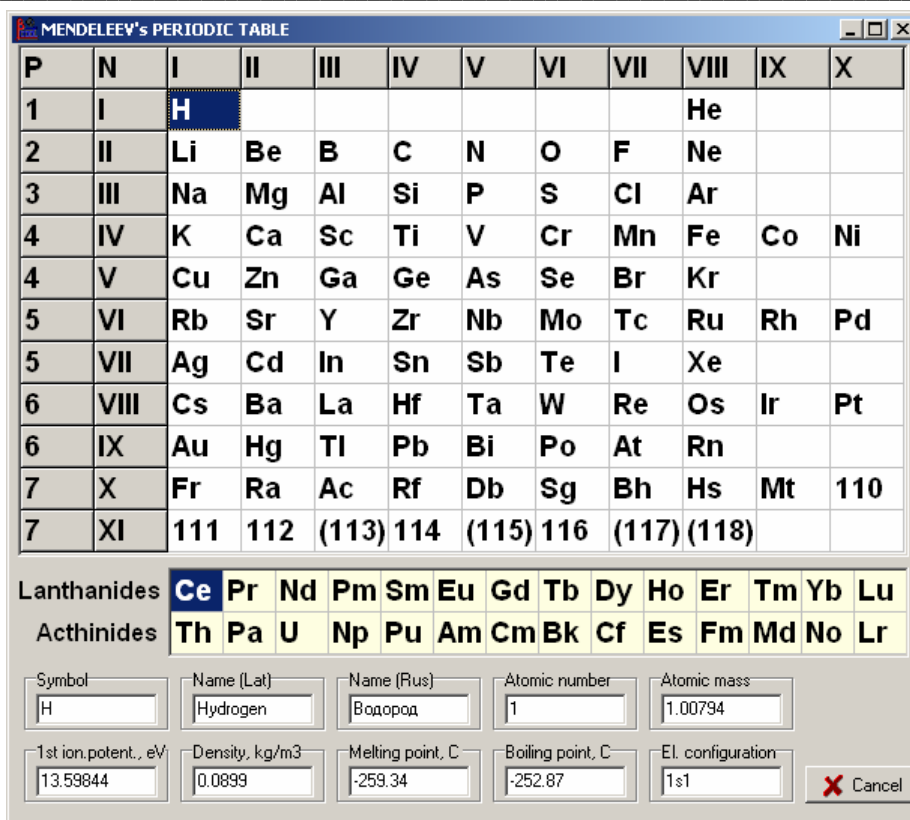 MENDELEEV's PERIODIC TABLE
P N I II III IV V VI VII VIII IX X
1 I H He
2 II Li Be B C N O F Ne
3 III Na Mg Al Si P S Cl Ar
4 IV K Ca Sc Ti V Cr Mn Fe Co Ni
4 V Cu Zn Ga Ge As Se Br Kr
5 VI Rb Sr Y Zr Nb Mo Tc Ru Rh Pd
5 VII Ag Cd In Sn Sb Te I Xe
6 VIII Cs Ba La Hf Ta W Re Os Ir Pt
6 IX Au Hg Tl Pb Bi Po At Rn
7 X Fr Ra Ac Rf Db Sg Bh Hs Mt 110
7 XI 111 112 (113) 114 (115) 116 (117) (118)
Lanthanides Ce Pr Nd Pm Sm Eu Gd Tb Dy Ho Er Tm Yb Lu
Acthinides Th Pa U Np Pu Am Cm Bk Cf Es Fm Md No Lr
Symbol Name (Lat) Name (Rus) Atomic number Atomic mass
H Hydrogen Водород 1 1.00794
1st ion.potent., eV Density, kg/m3 Melting point, C Boiling point, C El. configuration
13.59844 0.0899 -259.34 -252.87 1s1
Cancel